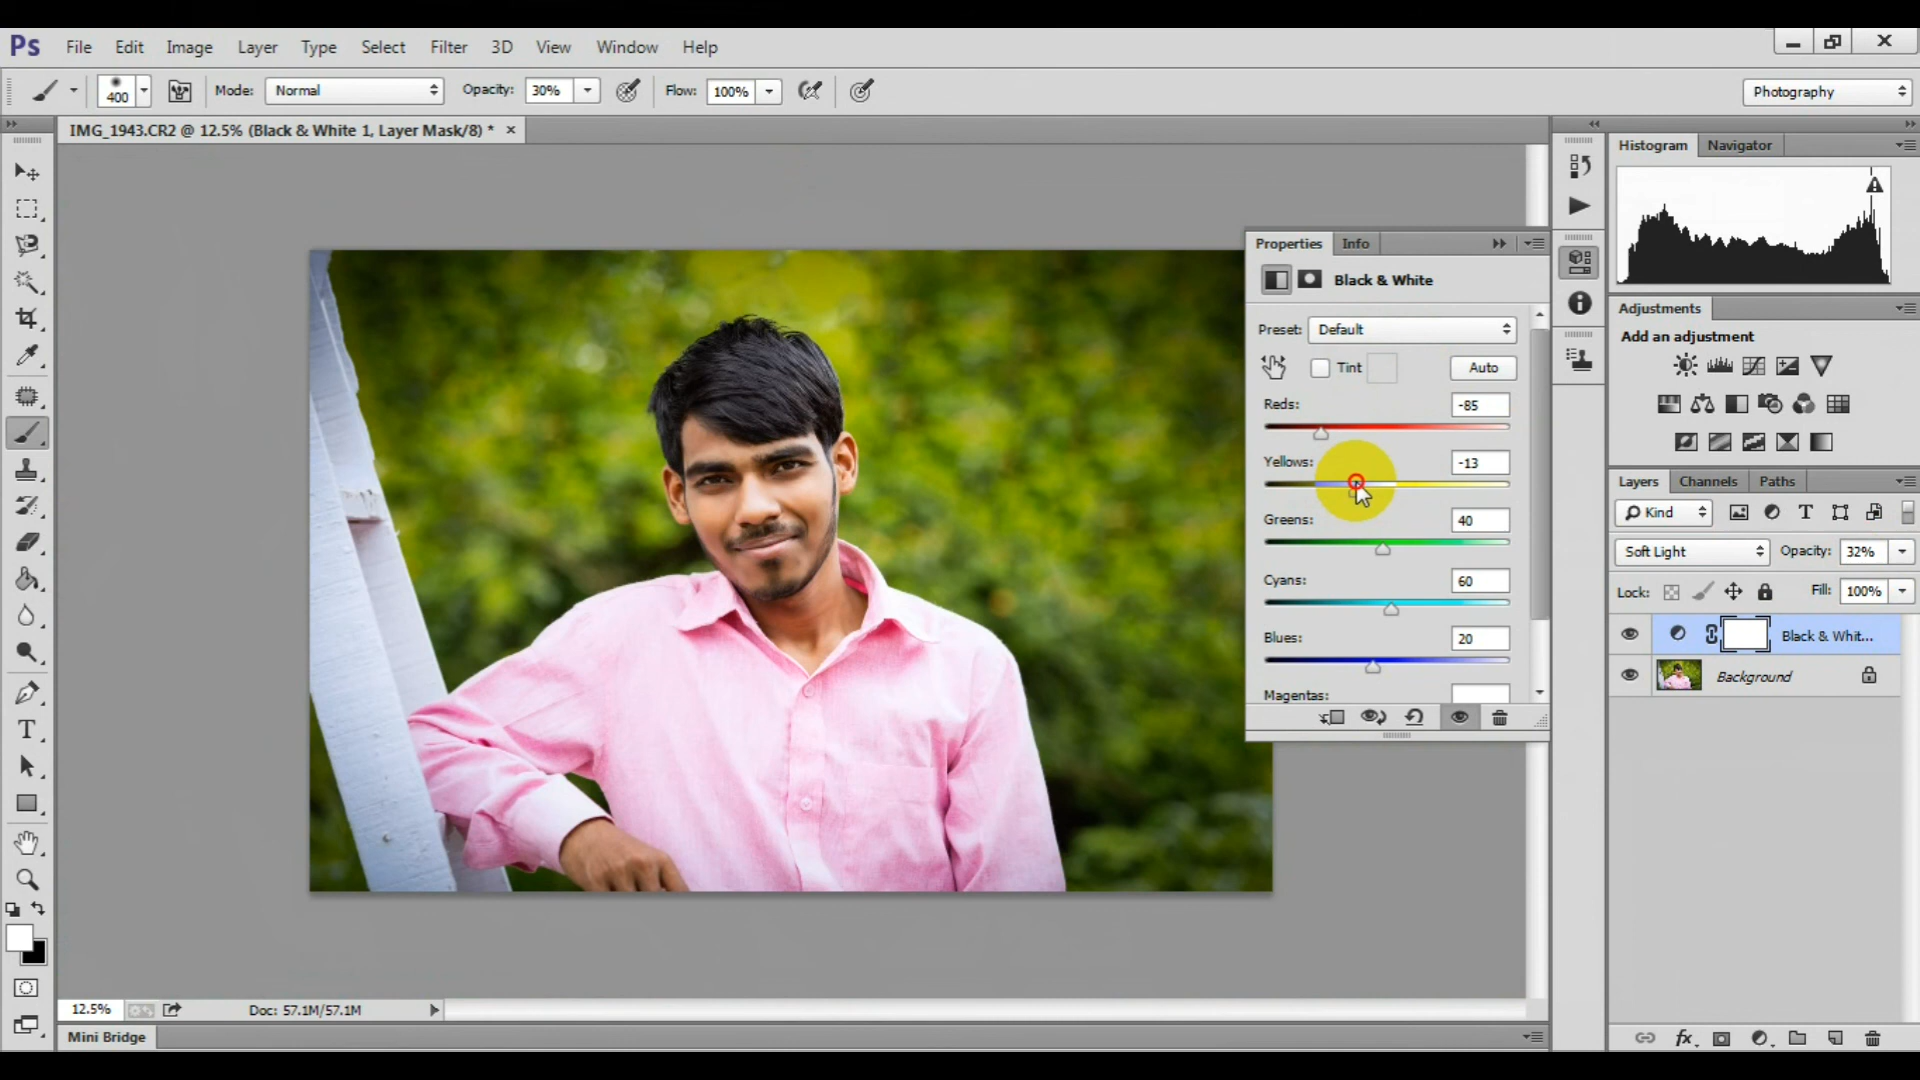 Ps File Edit Image Layer Type Select Filter 3D View Window Help
400 Mode: Normal Opacity: 30% Flow: 100% Photography
IMG_1943.CR2 @ 12.5% (Black & White 1, Layer Mask/8) * ×
Histogram Navigator
Properties Info
Black & White
Preset: Default
Tint Auto
Reds: -85
Yellows: -13
Greens: 40
Cyans: 60
Blues: 20
Magentas:
Adjustments
Add an adjustment
Layers Channels Paths
Kind
Soft Light Opacity: 32%
Lock: Fill: 100%
Black & Whit...
Background
12.5% Doc: 57.1M/57.1M
Mini Bridge